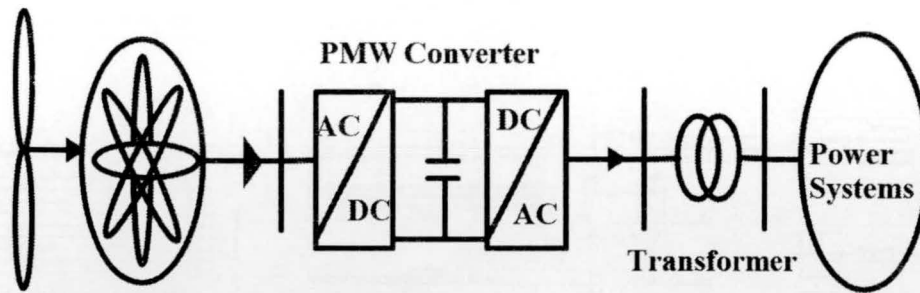 PMW Converter
AC
DC
DC
AC
Power
Systems
Transformer